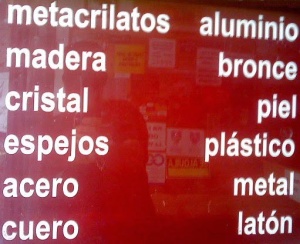 metacrilatos aluminio
madera bronce
cristal piel
espejos plástico
acero metal
cuero latón